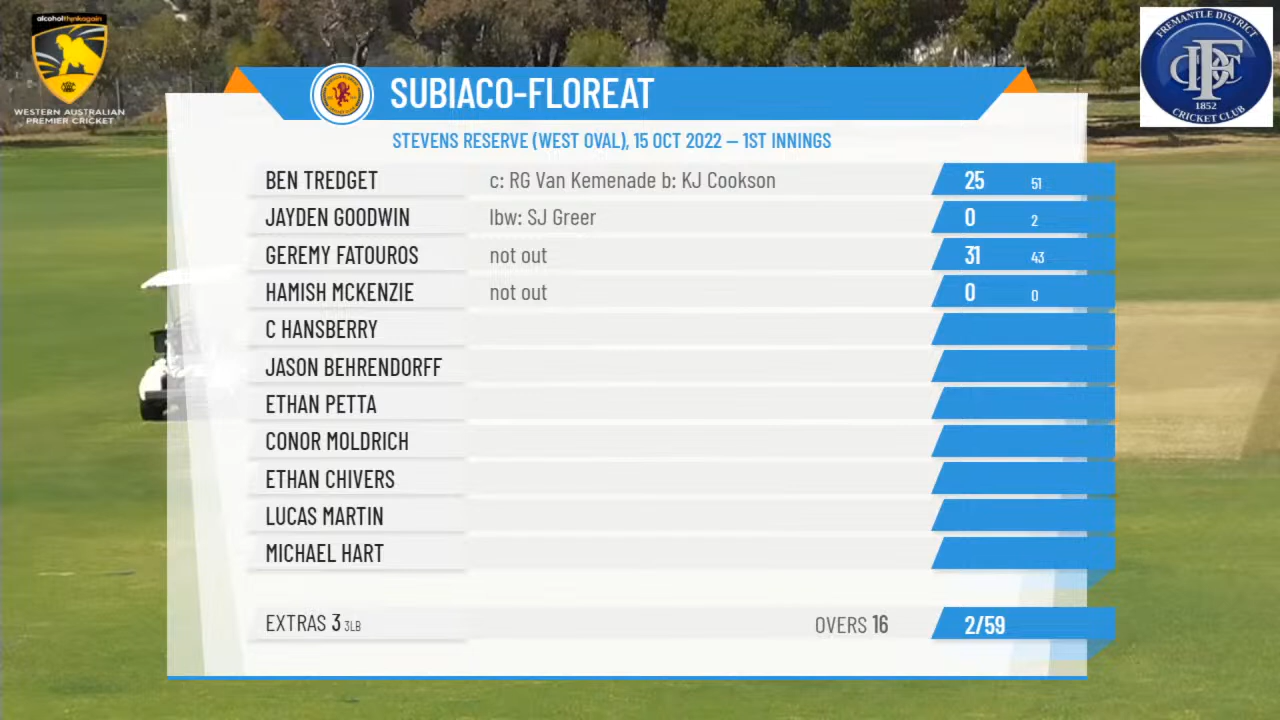 alcoholthinkagain
WESTERN AUSTRALIAN
PREMIER CRICKET
FREMANTLE DISTRICT
1852
CRICKET CLUB
SUBIACO-FLOREAT
STEVENS RESERVE (WEST OVAL), 15 OCT 2022 – 1ST INNINGS
BEN TREDGET c: RG Van Kemenade b: KJ Cookson 25 51
JAYDEN GOODWIN lbw: SJ Greer 0 2
GEREMY FATOUROS not out 31 43
HAMISH MCKENZIE not out 0 0
C HANSBERRY
JASON BEHRENDORFF
ETHAN PETTA
CONOR MOLDRICH
ETHAN CHIVERS
LUCAS MARTIN
MICHAEL HART
EXTRAS 3 3LB OVERS 16 2/59